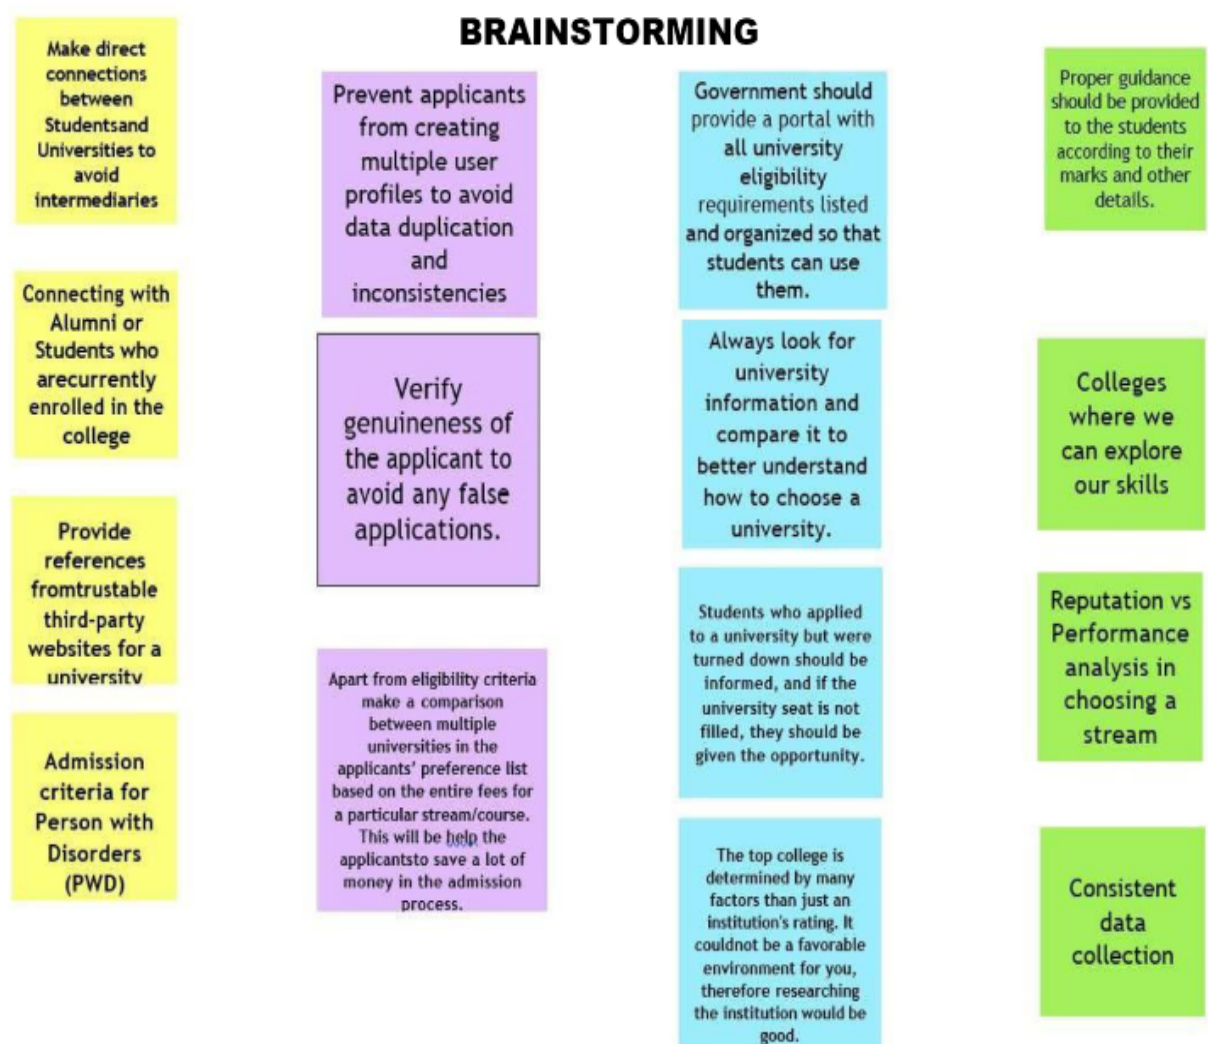 BRAINSTORMING
Make direct
connections
between
Studentsand
Universities to
avoid
intermediaries
Connecting with
Alumni or
Students who
arecurrently
enrolled in the
college
Provide
references
fromtrustable
third-party
websites for a
university
Admission
criteria for
Person with
Disorders
(PWD)
Prevent applicants
from creating
multiple user
profiles to avoid
data duplication
and
inconsistencies
Verify
genuineness of
the applicant to
avoid any false
applications.
Apart from eligibility criteria
make a comparison
between multiple
universities in the
applicants' preference list
based on the entire fees for
a particular stream/course.
This will be help the
applicantsto save a lot of
money in the admission
process.
Government should
provide a portal with
all university
eligibility
requirements listed
and organized so that
students can use
them.
Always look for
university
information and
compare it to
better understand
how to choose a
university.
Students who applied
to a university but were
turned down should be
informed, and if the
university seat is not
filled, they should be
given the opportunity.
The top college is
determined by many
factors than just an
institution's rating. It
couldnot be a favorable
environment for you,
therefore researching
the institution would be
good.
Proper guidance
should be provided
to the students
according to their
marks and other
details.
Colleges
where we
can explore
our skills
Reputation vs
Performance
analysis in
choosing a
stream
Consistent
data
collection